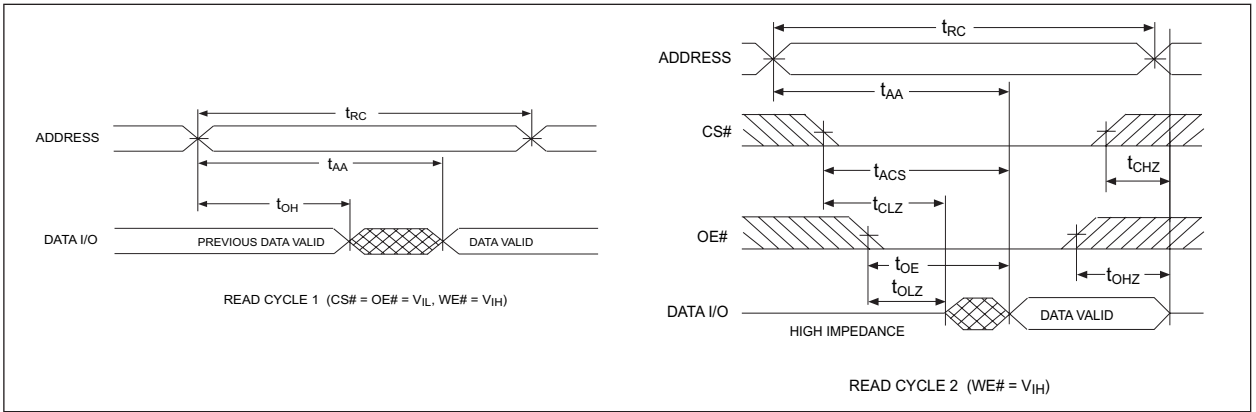 tRC
ADDRESS
tAA
tOH
DATA I/O
PREVIOUS DATA VALID
DATA VALID
READ CYCLE 1 (CS# = OE# = VIL, WE# = VIH)
tRC
ADDRESS
tAA
CS#
tACS
tCHZ
tCLZ
OE#
tOE
tOLZ
tOHZ
DATA I/O
HIGH IMPEDANCE
DATA VALID
READ CYCLE 2 (WE# = VIH)